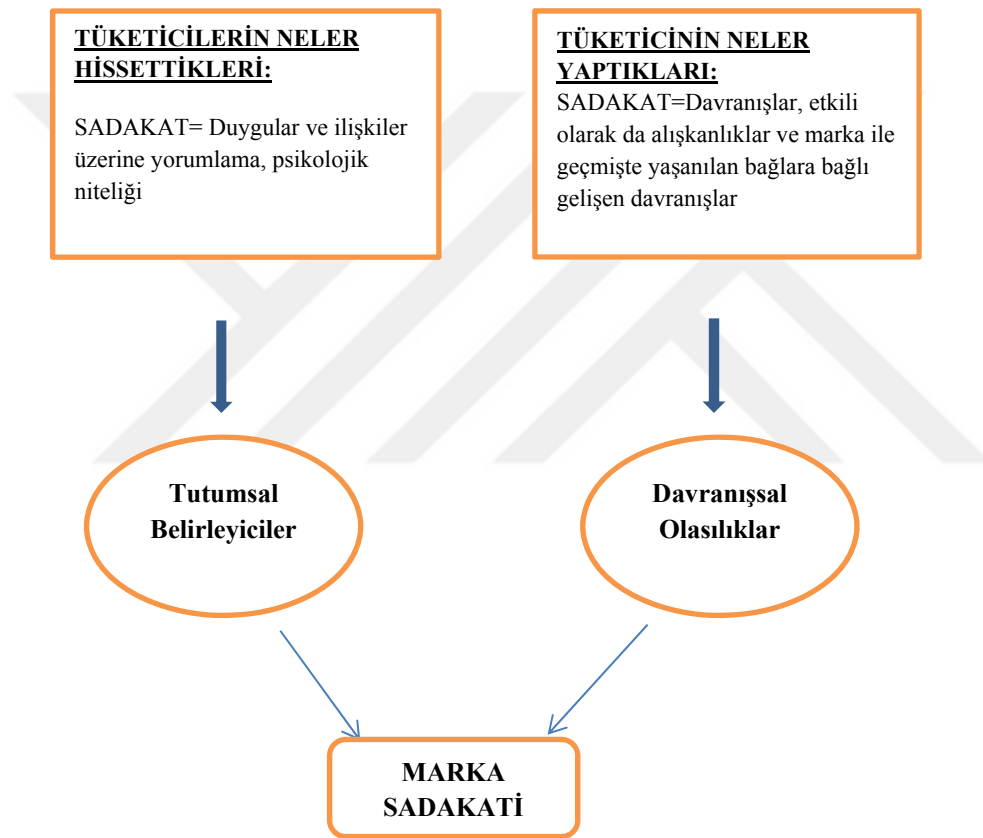 TÜKETİCİLERİN NELER
HİSSETTİKLERİ:
SADAKAT= Duygular ve ilişkiler
üzerine yorumlama, psikolojik
niteliği
TÜKETİCİNİN NELER
YAPTIKLARI:
SADAKAT=Davranışlar, etkili
olarak da alışkanlıklar ve marka ile
geçmişte yaşanılan bağlara bağlı
gelişen davranışlar
Tutumsal
Belirleyiciler
Davranışsal
Olasılıklar
MARKA
SADAKATİ